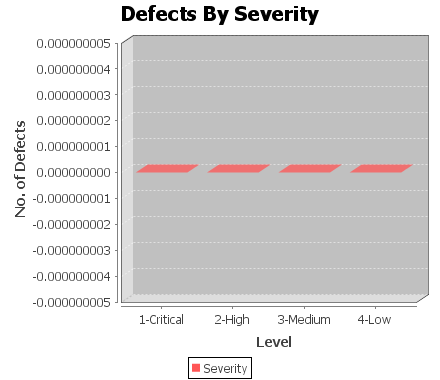 Defects By Severity
0.000000005
0.000000004
0.000000003
0.000000002
0.000000001
0.000000000
-0.000000001
-0.000000002
-0.000000003
-0.000000004
-0.000000005
No. of Defects
1-Critical 2-High 3-Medium 4-Low
Level
Severity